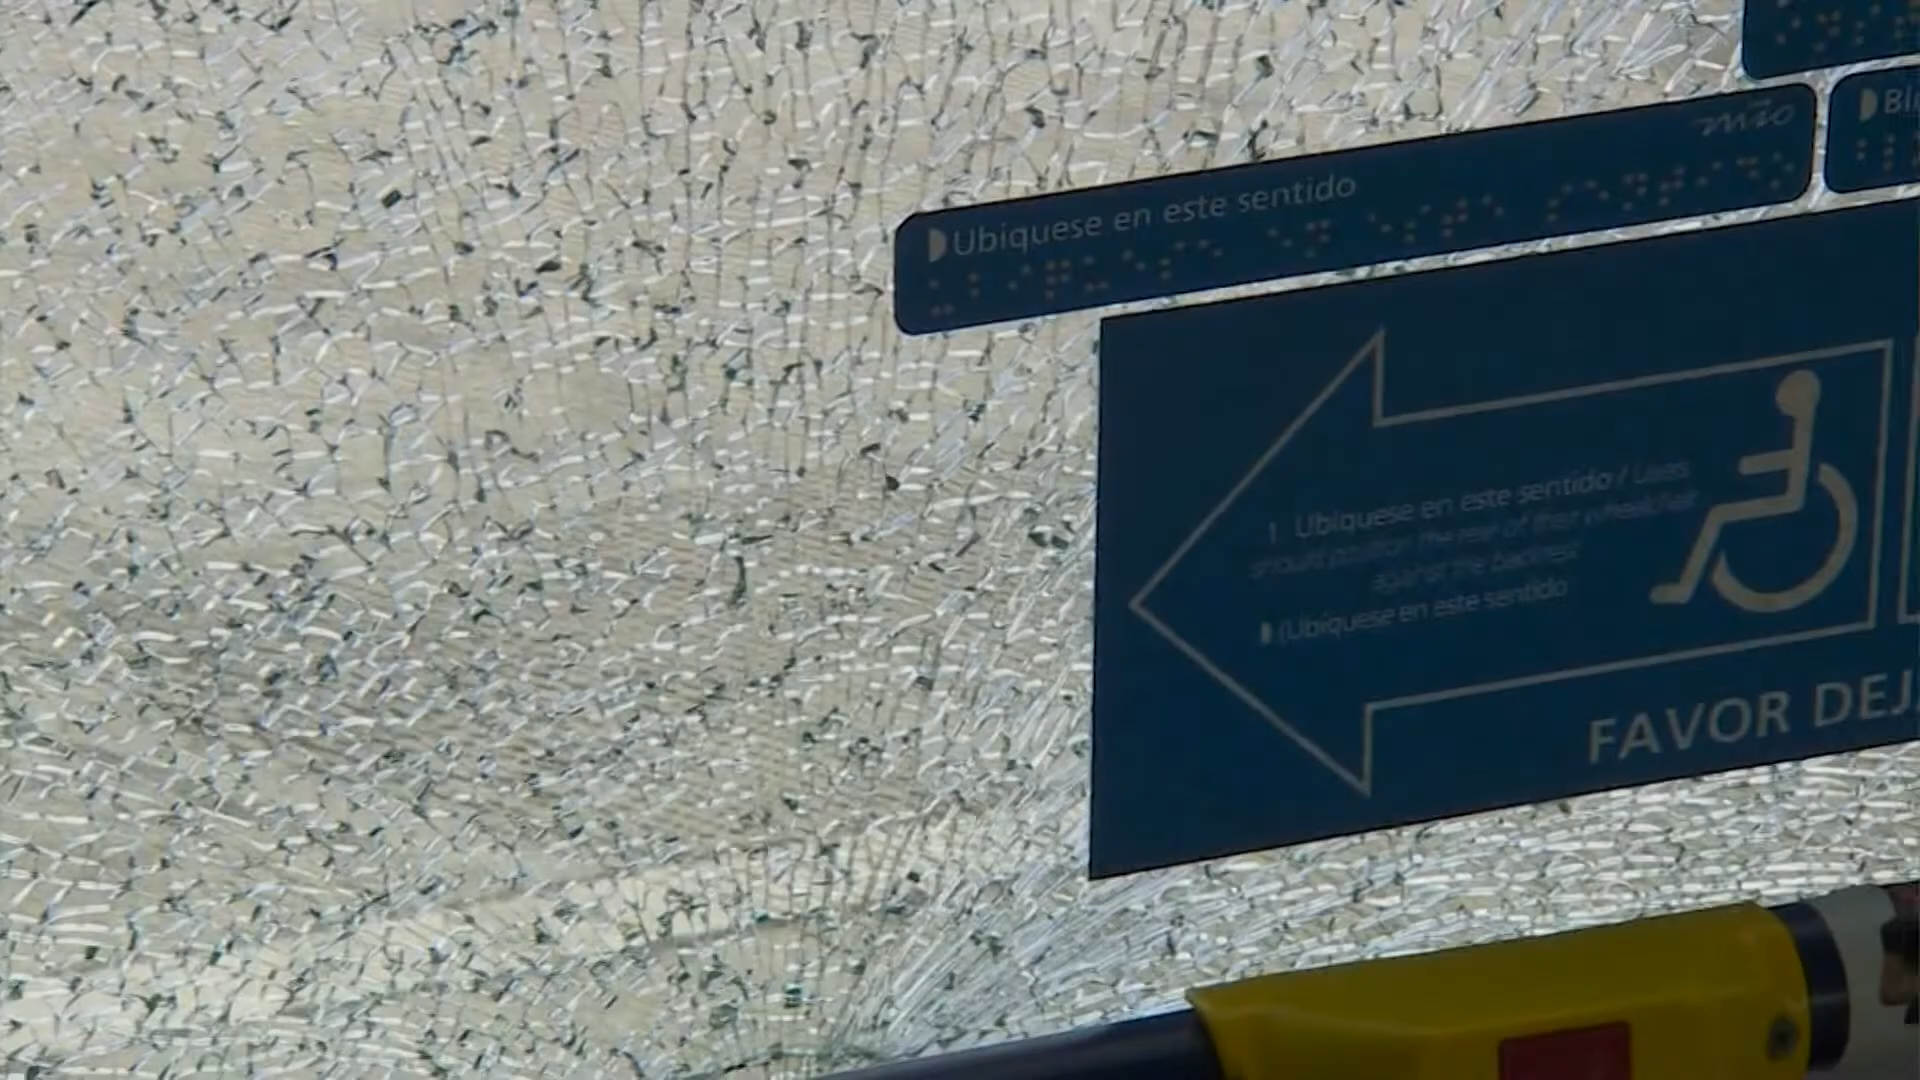 mio
Bl
Ubiquese en este sentido
1 Ubiquese en este sentido / Users
should position the rear of their wheelchair
against the backrest
(Ubiquese en este sentido
FAVOR DEJ